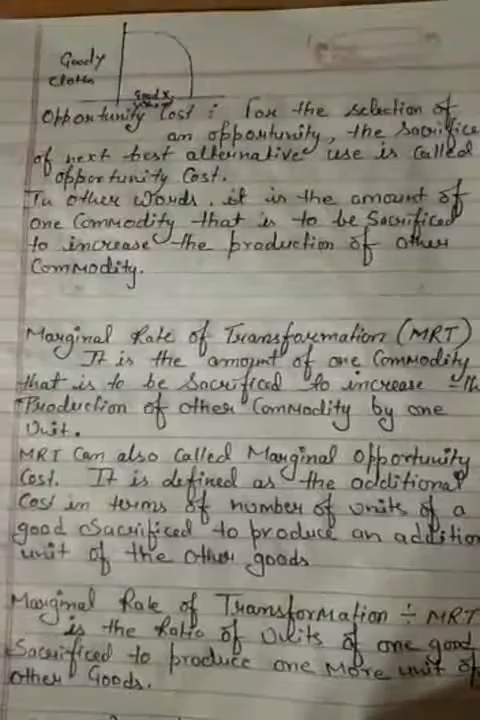 Goody
Cloth
Good x
Opportunity Cost : For the selection of
an opportunity, the Sacrifice
of next best alternative use is called
opportunity Cost.
In other words, it is the amount of
one Commodity that is to be Sacrificed
to increase the production of other
Commodity.
Marginal Rate of Transformation (MRT)
It is the amount of one Commodity
that is to be Sacrificed to increase th
Production of other Commodity by one
Unit.
MRT Can also called Marginal Opportunity
Cost. It is defined as the additional
Cost in terms of number of units of a
good Sacrificed to produce an addition
unit of the other goods
Marginal Rate of Transformation ÷ MRT
is the Ratio of Units of one good
Sacrificed to produce one More unit of
other Goods.